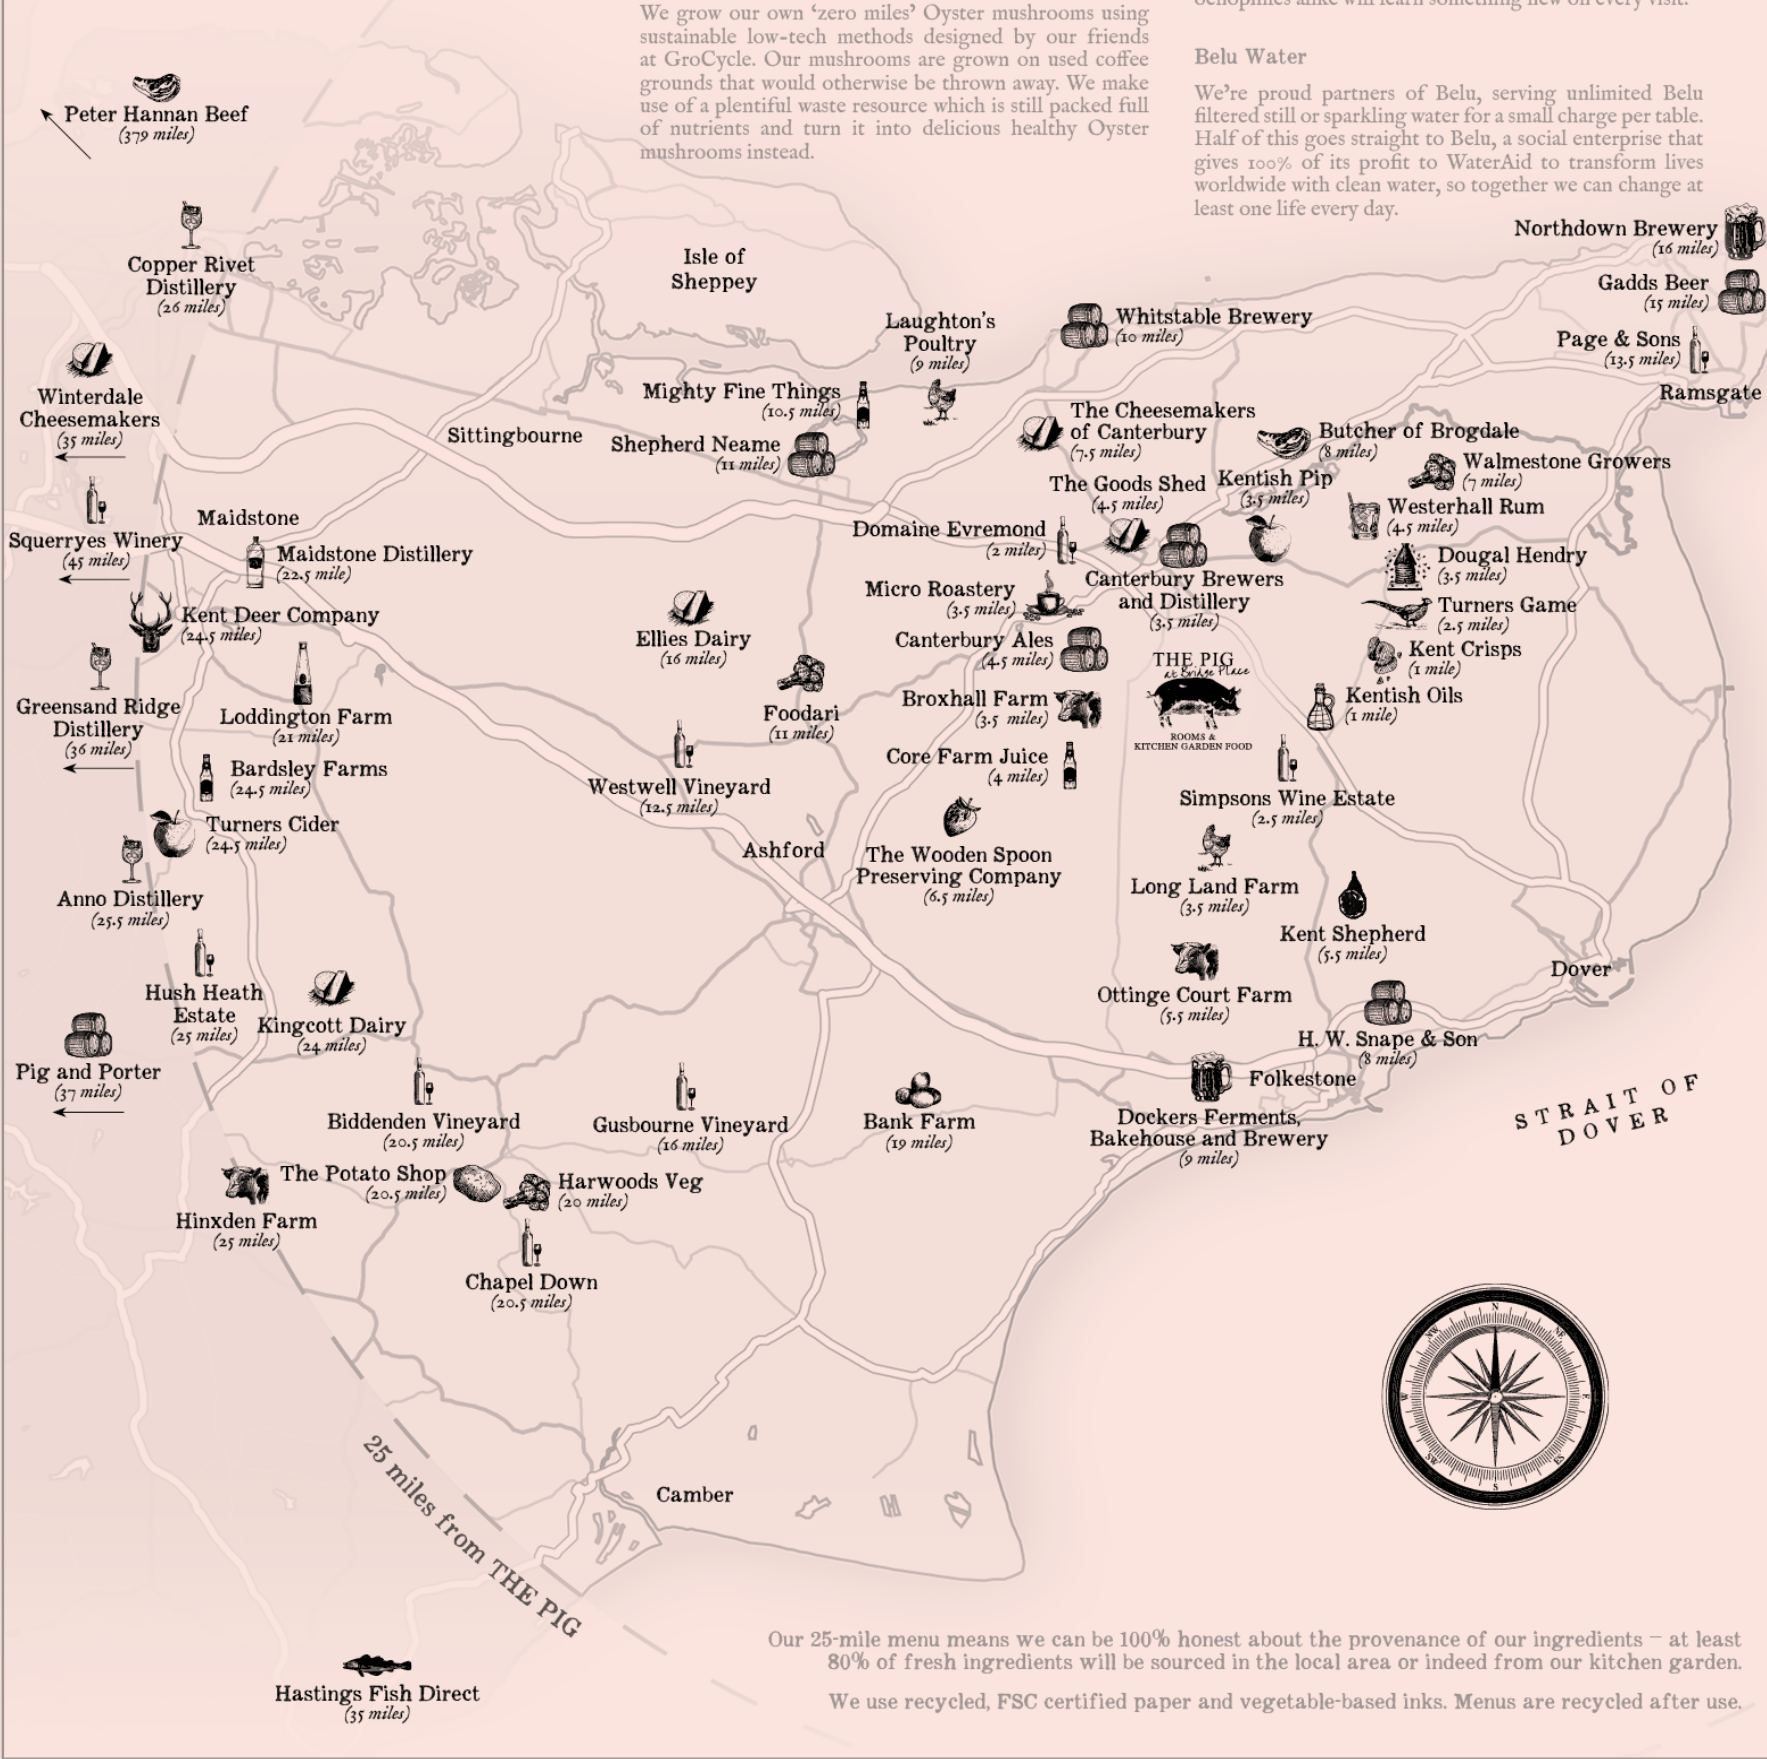 We grow our own ‘zero miles’ Oyster mushrooms using
sustainable low-tech methods designed by our friends
at GroCycle. Our mushrooms are grown on used coffee
grounds that would otherwise be thrown away. We make
use of a plentiful waste resource which is still packed full
of nutrients and turn it into delicious healthy Oyster
mushrooms instead.
oenophiles alike will learn something new on every visit.
Belu Water
We’re proud partners of Belu, serving unlimited Belu
filtered still or sparkling water for a small charge per table.
Half of this goes straight to Belu, a social enterprise that
gives 100% of its profit to WaterAid to transform lives
worldwide with clean water, so together we can change at
least one life every day.
Peter Hannan Beef
(379 miles)
Copper Rivet
Distillery
(26 miles)
Isle of
Sheppey
Northdown Brewery
(16 miles)
Gadds Beer
(15 miles)
Page & Sons
(13.5 miles)
Ramsgate
Whitstable Brewery
(10 miles)
Laughton’s
Poultry
(9 miles)
Winterdale
Cheesemakers
(35 miles)
Mighty Fine Things
(10.5 miles)
Sittingbourne
Shepherd Neame
(11 miles)
The Cheesemakers
of Canterbury
(7.5 miles)
Butcher of Brogdale
(8 miles)
Walmestone Growers
(7 miles)
The Goods Shed
(4.5 miles)
Kentish Pip
(3.5 miles)
Westerhall Rum
(4.5 miles)
Squerryes Winery
(45 miles)
Maidstone
Maidstone Distillery
(22.5 mile)
Domaine Evremond
(2 miles)
Dougal Hendry
(3.5 miles)
Canterbury Brewers
and Distillery
(3.5 miles)
Micro Roastery
(3.5 miles)
Turners Game
(2.5 miles)
Kent Deer Company
(24.5 miles)
Ellies Dairy
(16 miles)
Canterbury Ales
(4.5 miles)
Kent Crisps
(1 mile)
THE PIG
at Bridge Place
ROOMS &
KITCHEN GARDEN FOOD
Greensand Ridge
Distillery
(36 miles)
Loddington Farm
(21 miles)
Foodari
(11 miles)
Broxhall Farm
(3.5 miles)
Kentish Oils
(1 mile)
Bardsley Farms
(24.5 miles)
Westwell Vineyard
(12.5 miles)
Core Farm Juice
(4 miles)
Simpsons Wine Estate
(2.5 miles)
Turners Cider
(24.5 miles)
Ashford
The Wooden Spoon
Preserving Company
(6.5 miles)
Anno Distillery
(25.5 miles)
Long Land Farm
(3.5 miles)
Kent Shepherd
(5.5 miles)
Dover
Hush Heath
Estate
(25 miles)
Kingcott Dairy
(24 miles)
Ottinge Court Farm
(5.5 miles)
H. W. Snape & Son
(8 miles)
Pig and Porter
(37 miles)
Folkestone
Biddenden Vineyard
(20.5 miles)
Gusbourne Vineyard
(16 miles)
Bank Farm
(19 miles)
Dockers Ferments,
Bakehouse and Brewery
(9 miles)
STRAIT OF
DOVER
The Potato Shop
(20.5 miles)
Harwoods Veg
(20 miles)
Hinxden Farm
(25 miles)
Chapel Down
(20.5 miles)
N
NW
NE
W
E
SW
ES
S
25 miles from THE PIG
Camber
Our 25-mile menu means we can be 100% honest about the provenance of our ingredients – at least
80% of fresh ingredients will be sourced in the local area or indeed from our kitchen garden.
We use recycled, FSC certified paper and vegetable-based inks. Menus are recycled after use.
Hastings Fish Direct
(35 miles)